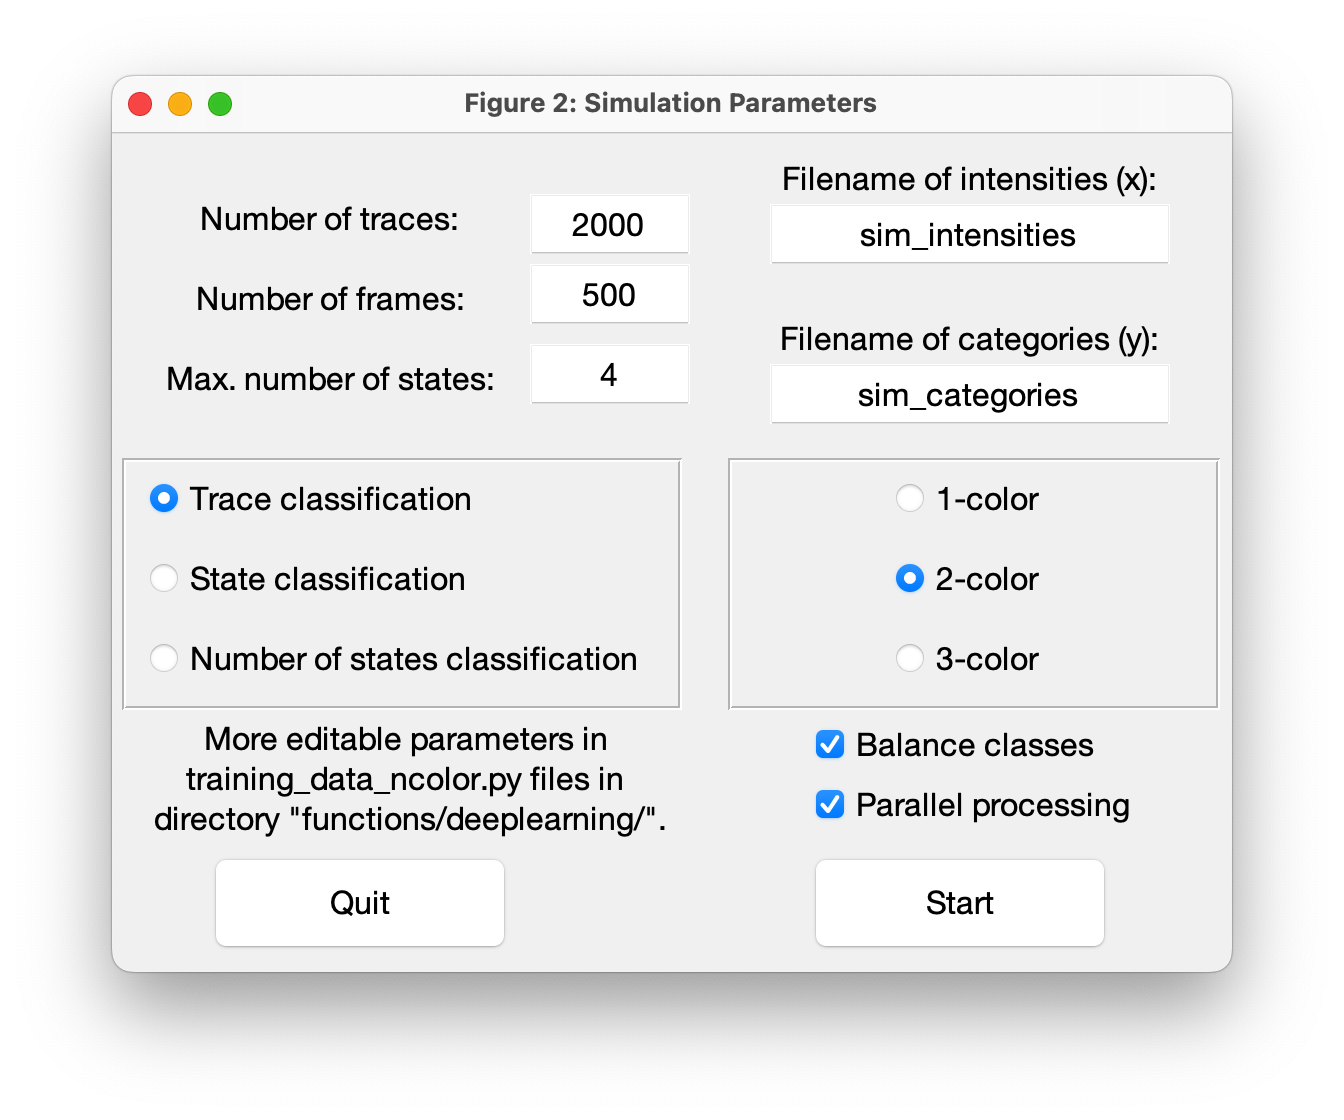 Figure 2: Simulation Parameters
Number of traces:
2000
Number of frames:
500
Max. number of states:
4
Filename of intensities (x):
sim_intensities
Filename of categories (y):
sim_categories
Trace classification
State classification
Number of states classification
1-color
2-color
3-color
More editable parameters in
training_data_ncolor.py files in
directory "functions/deeplearning/".
Balance classes
Parallel processing
Quit
Start